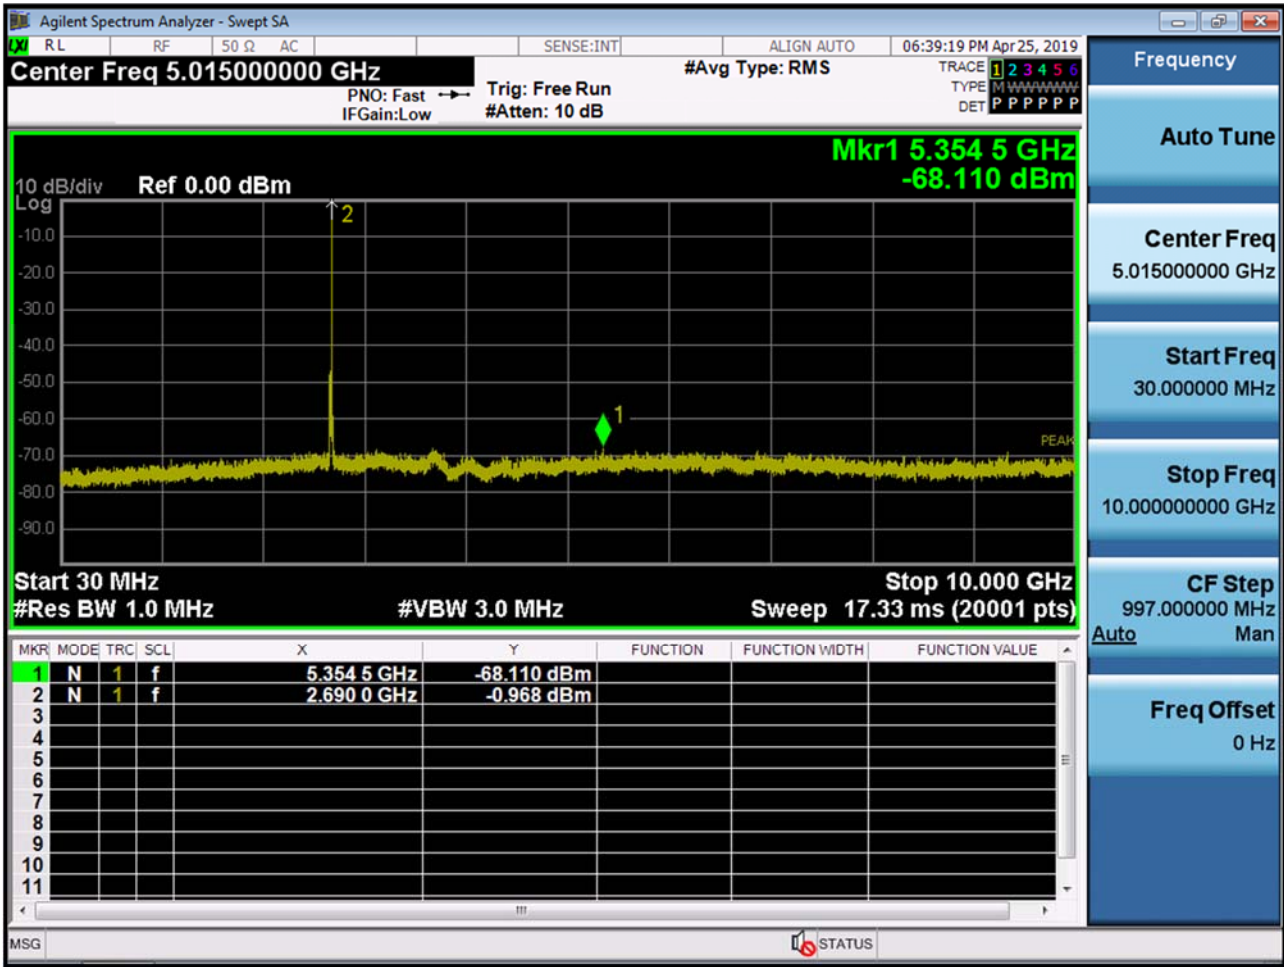 Agilent Spectrum Analyzer - Swept SA
LXI RL RF 50 Ω AC SENSE:INT ALIGN AUTO 06:39:19 PM Apr 25, 2019
Center Freq 5.015000000 GHz
PNO: Fast
IFGain:Low
Trig: Free Run
#Atten: 10 dB
#Avg Type: RMS
TRACE 1 2 3 4 5 6
TYPE M WWWWW
DET P P P P P P
Mkr1 5.354 5 GHz
-68.110 dBm
10 dB/div Ref 0.00 dBm
Log
2
-10.0
-20.0
-30.0
-40.0
-50.0
-60.0
1
PEAK
-70.0
-80.0
-90.0
Start 30 MHz Stop 10.000 GHz
#Res BW 1.0 MHz #VBW 3.0 MHz Sweep 17.33 ms (20001 pts)
MKR MODE TRC SCL X Y FUNCTION FUNCTION WIDTH FUNCTION VALUE
1 N 1 f 5.354 5 GHz -68.110 dBm
2 N 1 f 2.690 0 GHz -0.968 dBm
3
4
5
6
7
8
9
10
11
MSG STATUS
Frequency
Auto Tune
Center Freq
5.015000000 GHz
Start Freq
30.000000 MHz
Stop Freq
10.000000000 GHz
CF Step
997.000000 MHz
Auto Man
Freq Offset
0 Hz